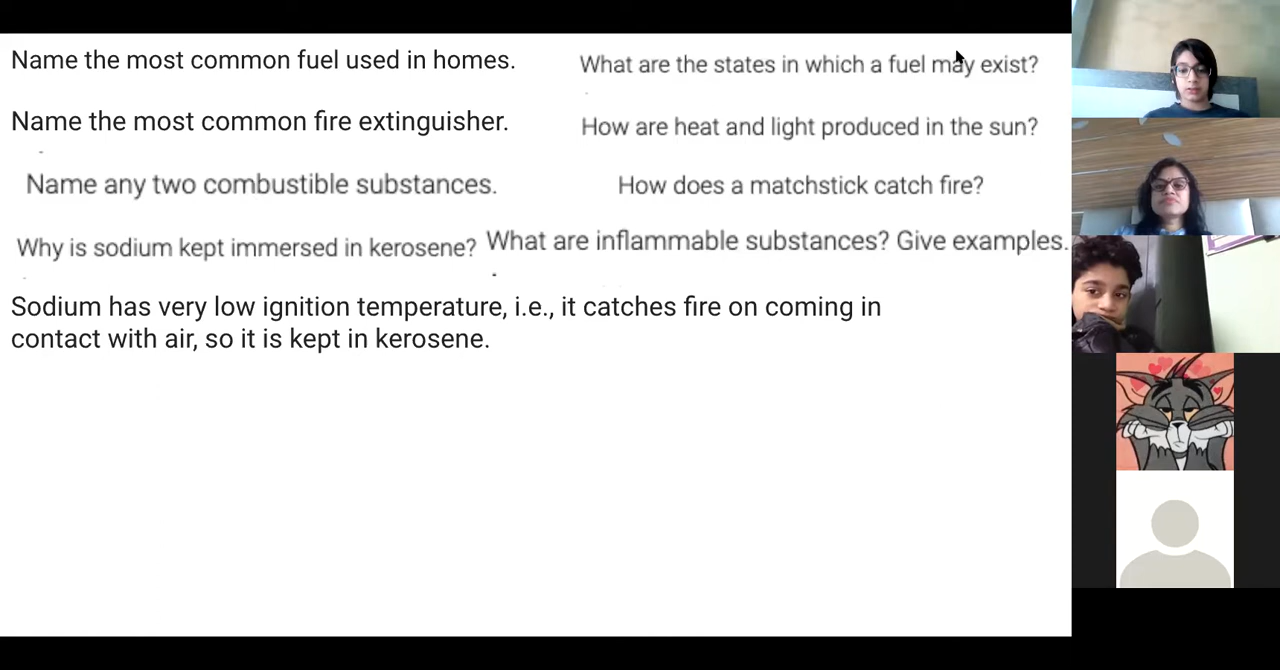 Name the most common fuel used in homes.
What are the states in which a fuel may exist?
Name the most common fire extinguisher.
How are heat and light produced in the sun?
Name any two combustible substances.
How does a matchstick catch fire?
Why is sodium kept immersed in kerosene?
What are inflammable substances? Give examples.
Sodium has very low ignition temperature, i.e., it catches fire on coming in
contact with air, so it is kept in kerosene.